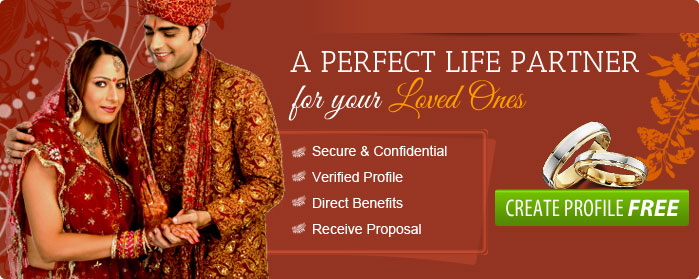 A PERFECT LIFE PARTNER
for your Loved Ones
Secure & Confidential
Verified Profile
Direct Benefits
Receive Proposal
CREATE PROFILE FREE